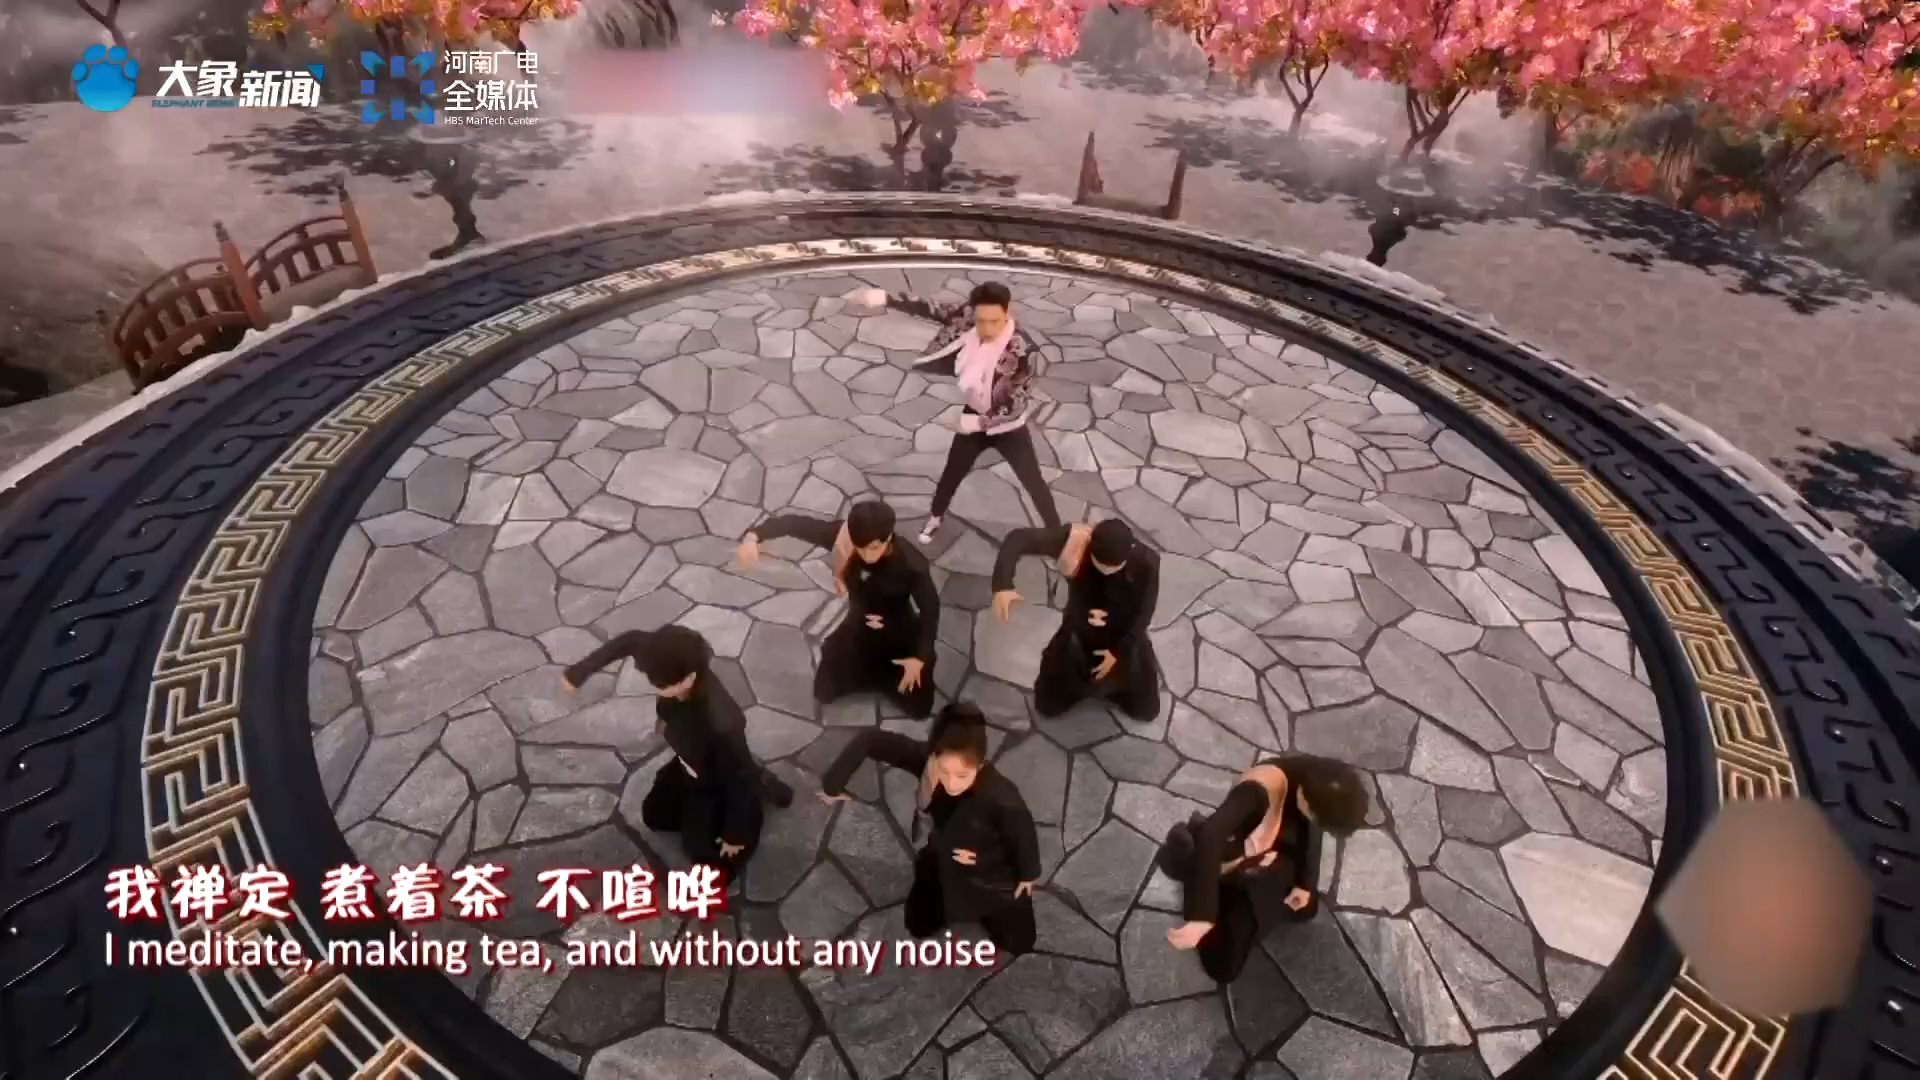 大象新闻
ELEPHANT NEWS
河南广电
全媒体
HBS MarTech Center
我禅定 煮着茶 不喧哗
I meditate, making tea, and without any noise